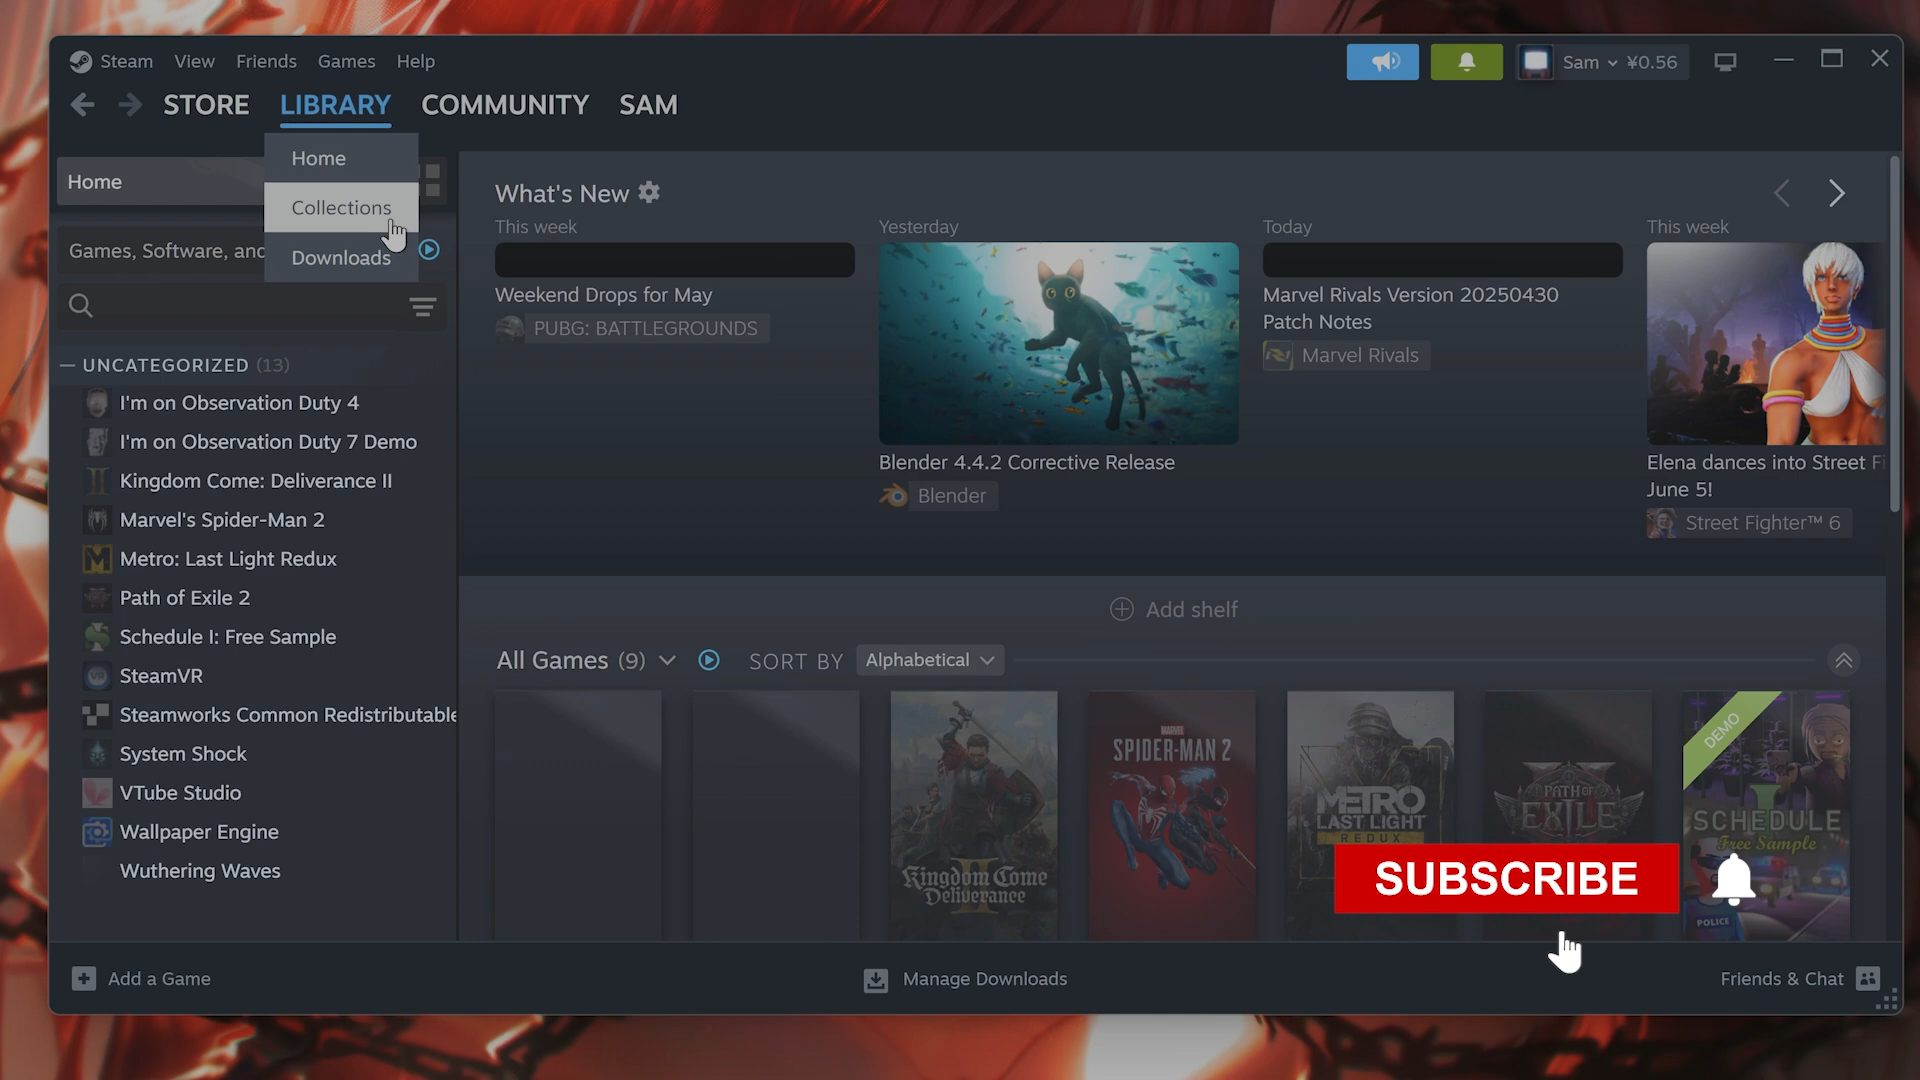 Steam View Friends Games Help
Sam ¥0.56
STORE LIBRARY COMMUNITY SAM
Home
Collections
Downloads
Home
Games, Software, and
UNCATEGORIZED (13)
I'm on Observation Duty 4
I'm on Observation Duty 7 Demo
Kingdom Come: Deliverance II
Marvel's Spider-Man 2
Metro: Last Light Redux
Path of Exile 2
Schedule I: Free Sample
SteamVR
Steamworks Common Redistributable
System Shock
VTube Studio
Wallpaper Engine
Wuthering Waves
What's New
This week
Weekend Drops for May
PUBG: BATTLEGROUNDS
Yesterday
Blender 4.4.2 Corrective Release
Blender
Today
Marvel Rivals Version 20250430
Patch Notes
Marvel Rivals
This week
Elena dances into Street Fi
June 5!
Street Fighter™ 6
Add shelf
All Games (9) SORT BY Alphabetical
Kingdom Come
Deliverance
II
MARVEL
SPIDER-MAN 2
METRO
LAST LIGHT
REDUX
PATH OF
EXILE
DEMO
SCHEDULE
I
Free Sample
POLICE
SUBSCRIBE
Add a Game
Manage Downloads
Friends & Chat